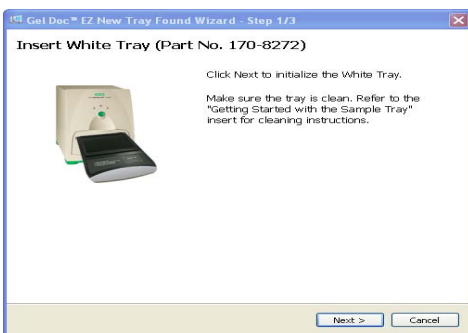 Gel Doc™ EZ New Tray Found Wizard - Step 1/3
Insert White Tray (Part No. 170-8272)
Click Next to initialize the White Tray.
Make sure the tray is clean. Refer to the
"Getting Started with the Sample Tray"
insert for cleaning instructions.
Next >
Cancel